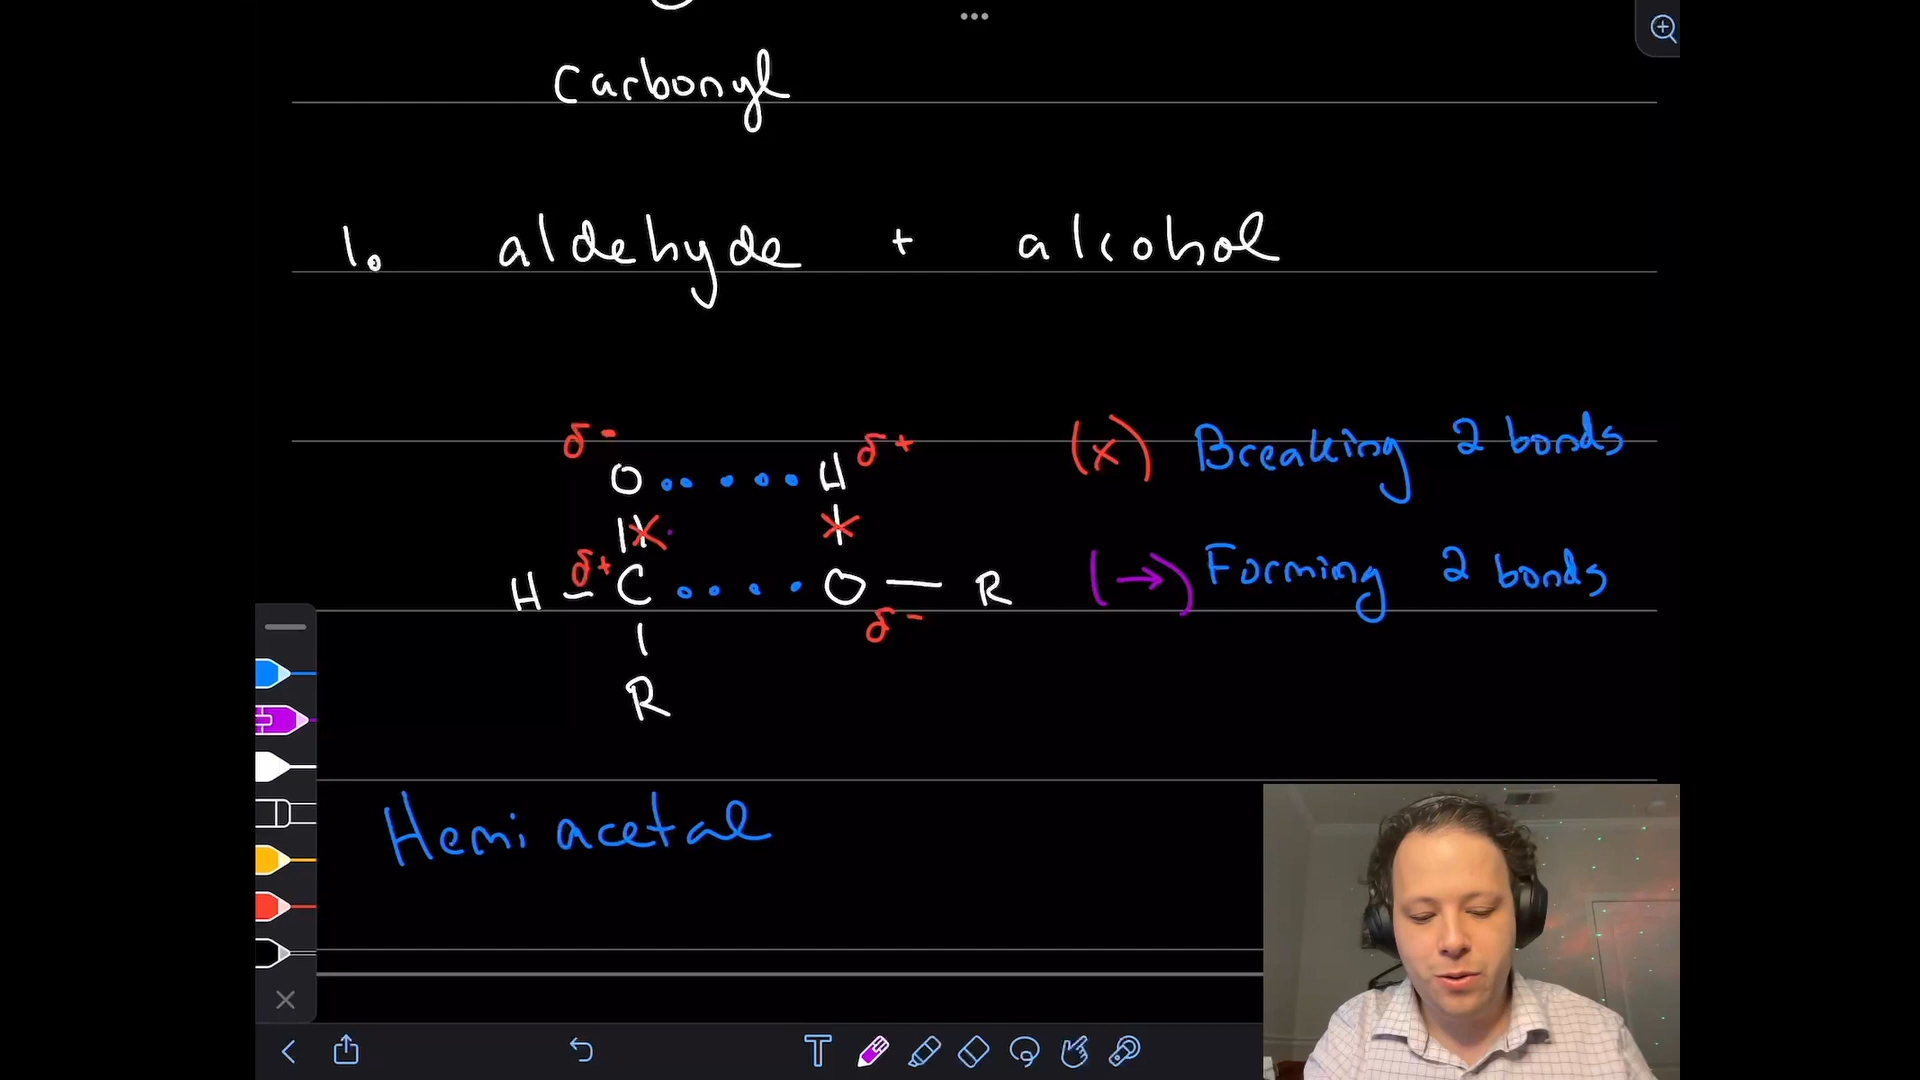 Carbonyl
1. aldehyde + alcohol
δ- δ+
O H (x) Breaking 2 bonds
δ+
H - C O — R (→) Forming 2 bonds
δ-
R
Hemi acetal
T